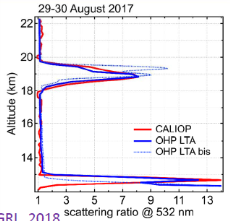 29-30 August 2017
22
20
18
16
14
Altitude (km)
CALIOP
OHP LTA
OHP LTA bis
1 3 5 7 9 11 13
scattering ratio @ 532 nm
GRL, 2018